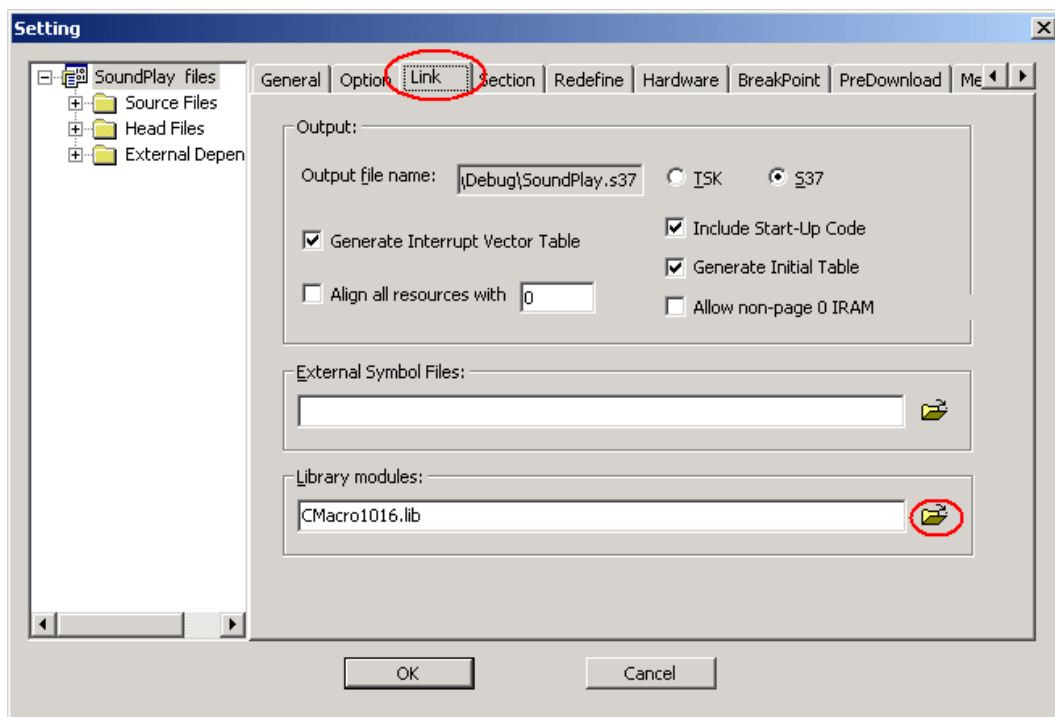 Setting
SoundPlay files
Source Files
Head Files
External Depen
General Option Link Section Redefine Hardware BreakPoint PreDownload Me
Output:
Output file name: \Debug\SoundPlay.s37 TSK S37
Generate Interrupt Vector Table
Include Start-Up Code
Generate Initial Table
Align all resources with 0
Allow non-page 0 IRAM
External Symbol Files:
Library modules:
CMacro1016.lib
OK Cancel